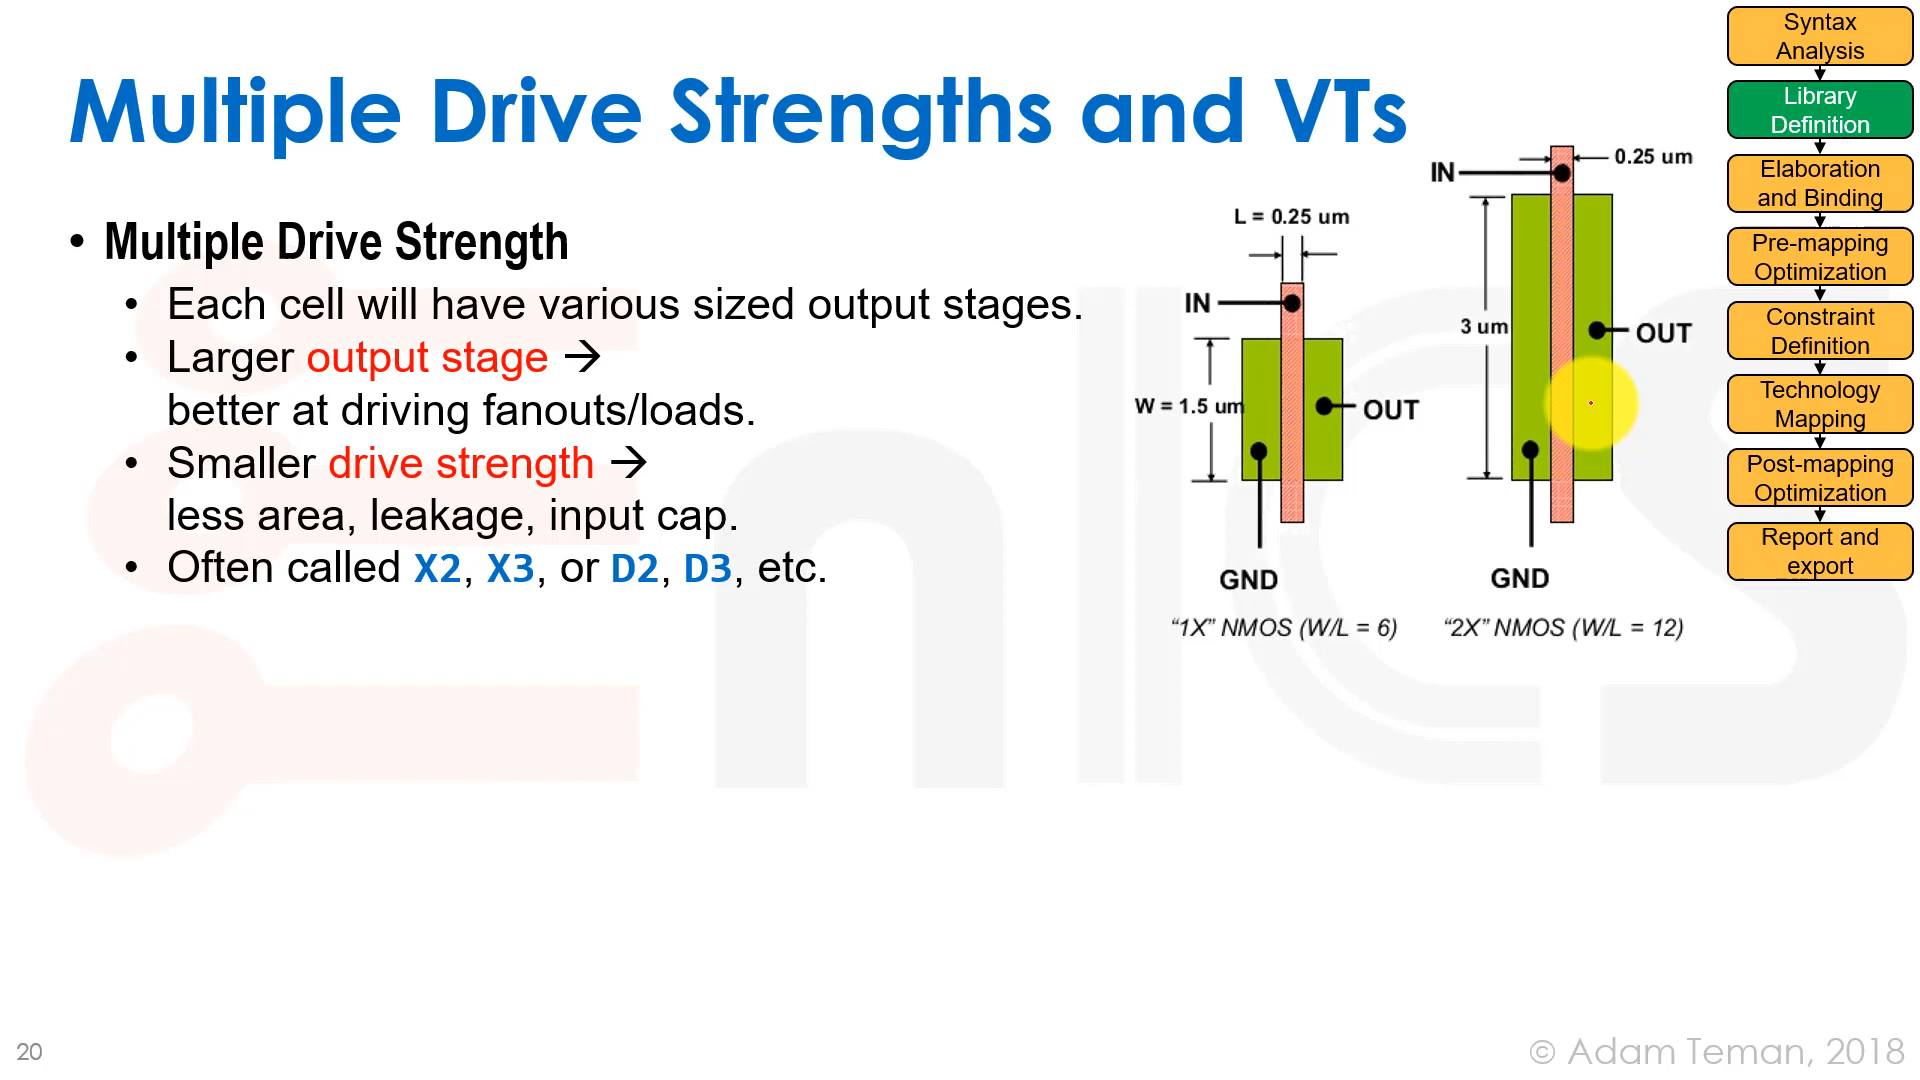 Multiple Drive Strengths and VTs
• Multiple Drive Strength
• Each cell will have various sized output stages.
• Larger output stage →
better at driving fanouts/loads.
• Smaller drive strength →
less area, leakage, input cap.
• Often called X2, X3, or D2, D3, etc.
L = 0.25 um
IN
W = 1.5 um
OUT
GND
"1X" NMOS (W/L = 6)
0.25 um
IN
3 um
OUT
GND
"2X" NMOS (W/L = 12)
Syntax
Analysis
Library
Definition
Elaboration
and Binding
Pre-mapping
Optimization
Constraint
Definition
Technology
Mapping
Post-mapping
Optimization
Report and
export
nICS
20
© Adam Teman, 2018